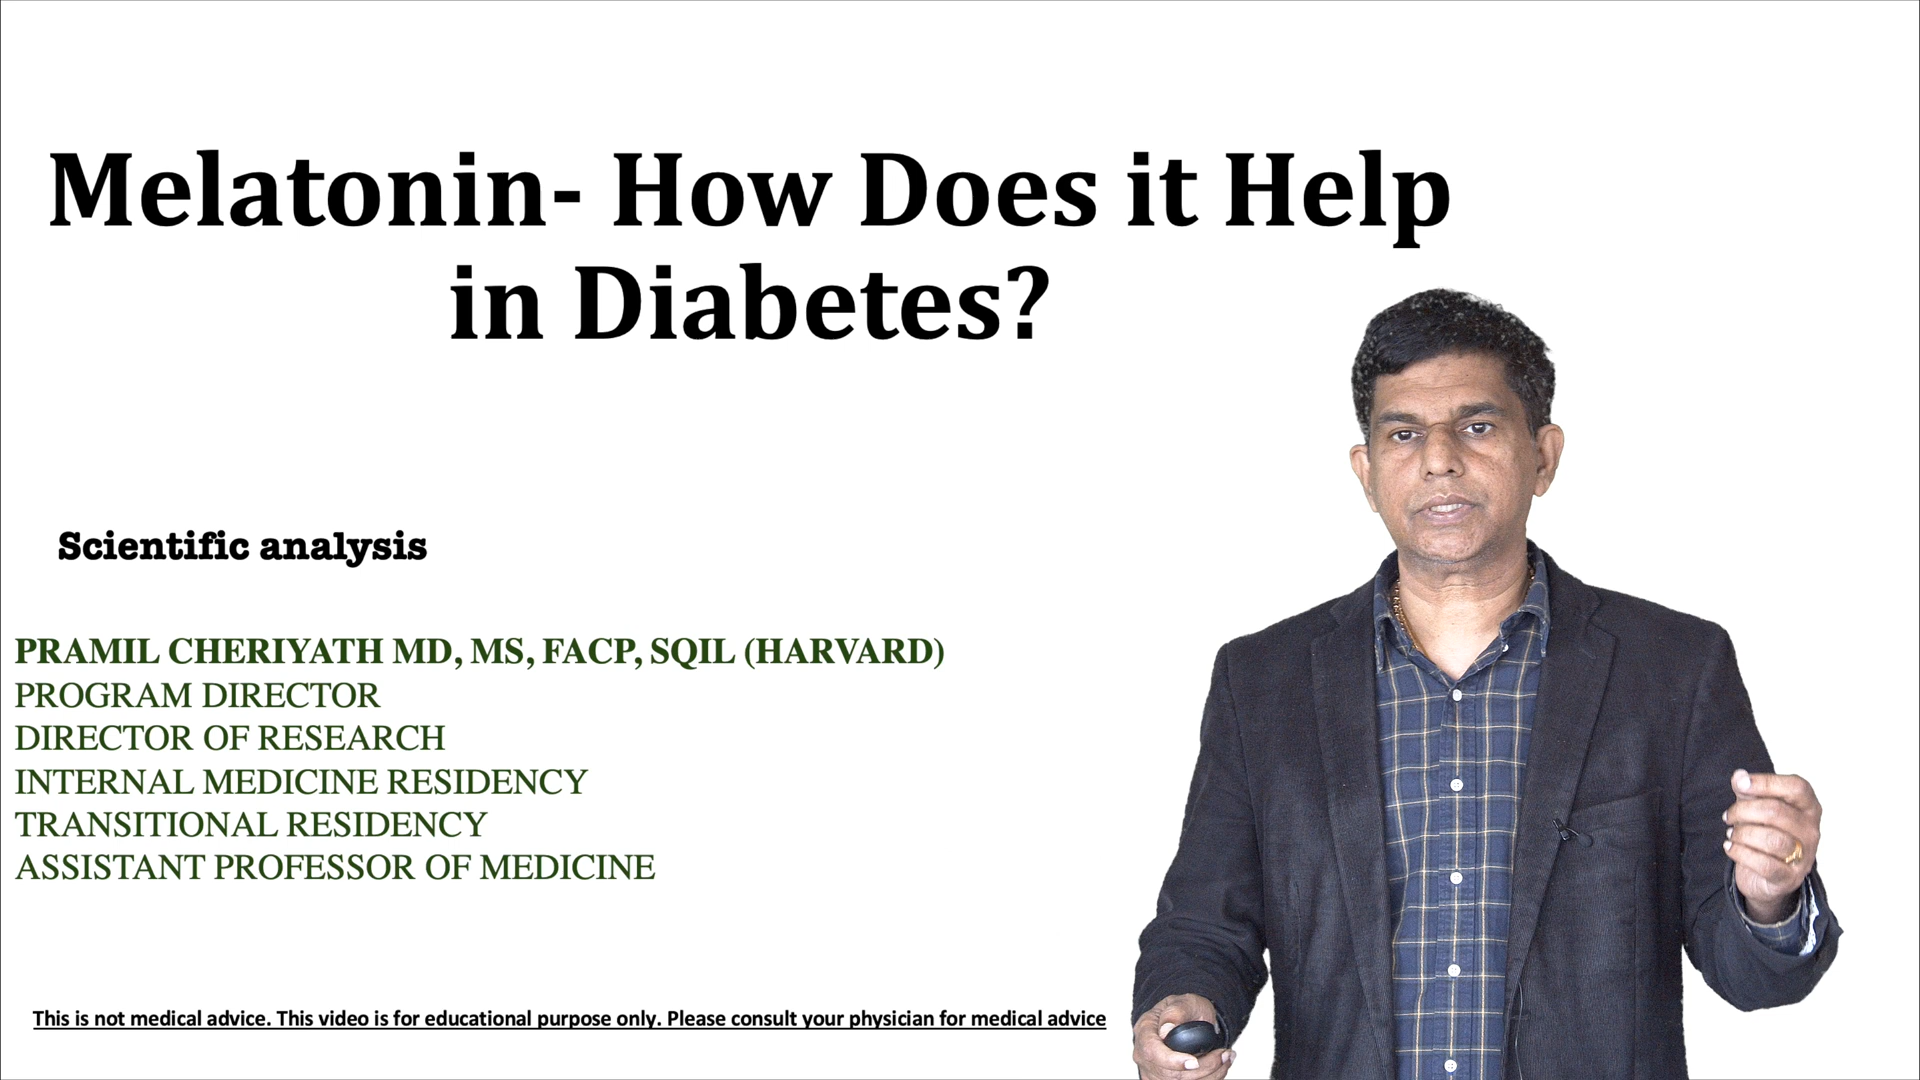 Melatonin- How Does it Help
in Diabetes?
Scientific analysis
PRAMIL CHERIYATH MD, MS, FACP, SQIL (HARVARD)
PROGRAM DIRECTOR
DIRECTOR OF RESEARCH
INTERNAL MEDICINE RESIDENCY
TRANSITIONAL RESIDENCY
ASSISTANT PROFESSOR OF MEDICINE
This is not medical advice. This video is for educational purpose only. Please consult your physician for medical advice